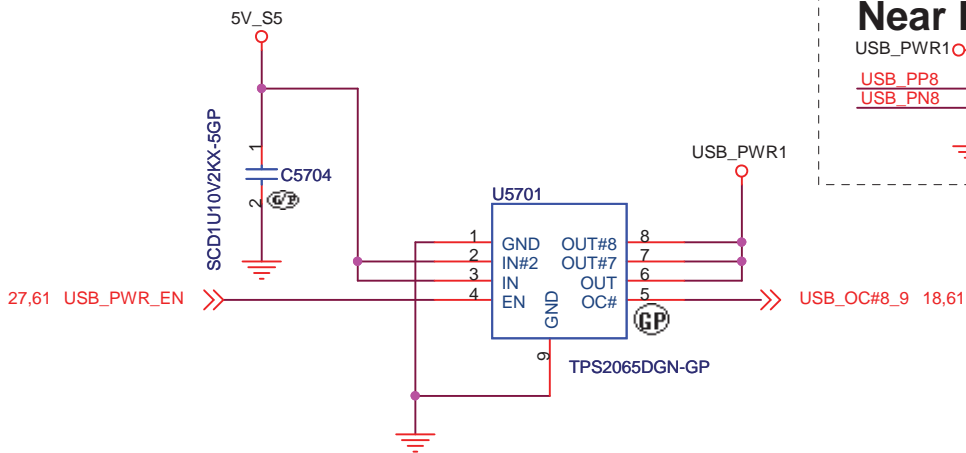 5V_S5
Near
USB_PWR1
USB_PP8
USB_PN8
SCD1U10V2KX-5GP
1
C5704
2
G/P
USB_PWR1
U5701
1 GND OUT#8 8
2 IN#2 OUT#7 7
3 IN OUT 6
4 EN OC# 5
GND
9
GP
27,61 USB_PWR_EN
USB_OC#8_9 18,61
TPS2065DGN-GP